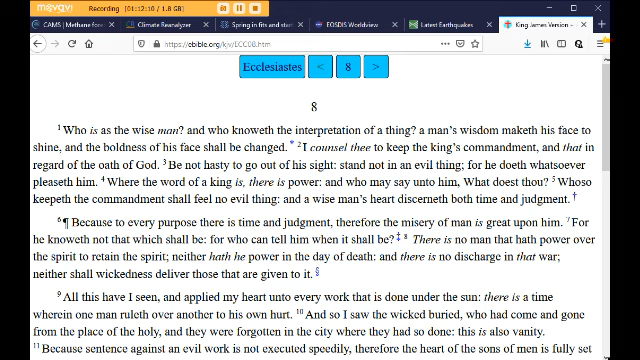 movavi Recording 01:12:10 / 1.8 GB
CAMS | Methane fore Climate Reanalyzer Spring in fits and star EOSDIS Worldview Latest Earthquakes King James Version +
https://ebible.org/kjv/ECC08.htm
Ecclesiastes < 8 >
8
1 Who is as the wise man? and who knoweth the interpretation of a thing? a man's wisdom maketh his face to
shine, and the boldness of his face shall be changed. * 2 I counsel thee to keep the king's commandment, and that in
regard of the oath of God. 3 Be not hasty to go out of his sight: stand not in an evil thing; for he doeth whatsoever
pleaseth him. 4 Where the word of a king is, there is power: and who may say unto him, What doest thou? 5 Whoso
keepeth the commandment shall feel no evil thing: and a wise man's heart discerneth both time and judgment. †
6 ¶ Because to every purpose there is time and judgment, therefore the misery of man is great upon him. 7 For
he knoweth not that which shall be: for who can tell him when it shall be? ‡ 8 There is no man that hath power over
the spirit to retain the spirit; neither hath he power in the day of death: and there is no discharge in that war;
neither shall wickedness deliver those that are given to it. §
9 All this have I seen, and applied my heart unto every work that is done under the sun: there is a time
wherein one man ruleth over another to his own hurt. 10 And so I saw the wicked buried, who had come and gone
from the place of the holy, and they were forgotten in the city where they had so done: this is also vanity.
11 Because sentence against an evil work is not executed speedily, therefore the heart of the sons of men is fully set